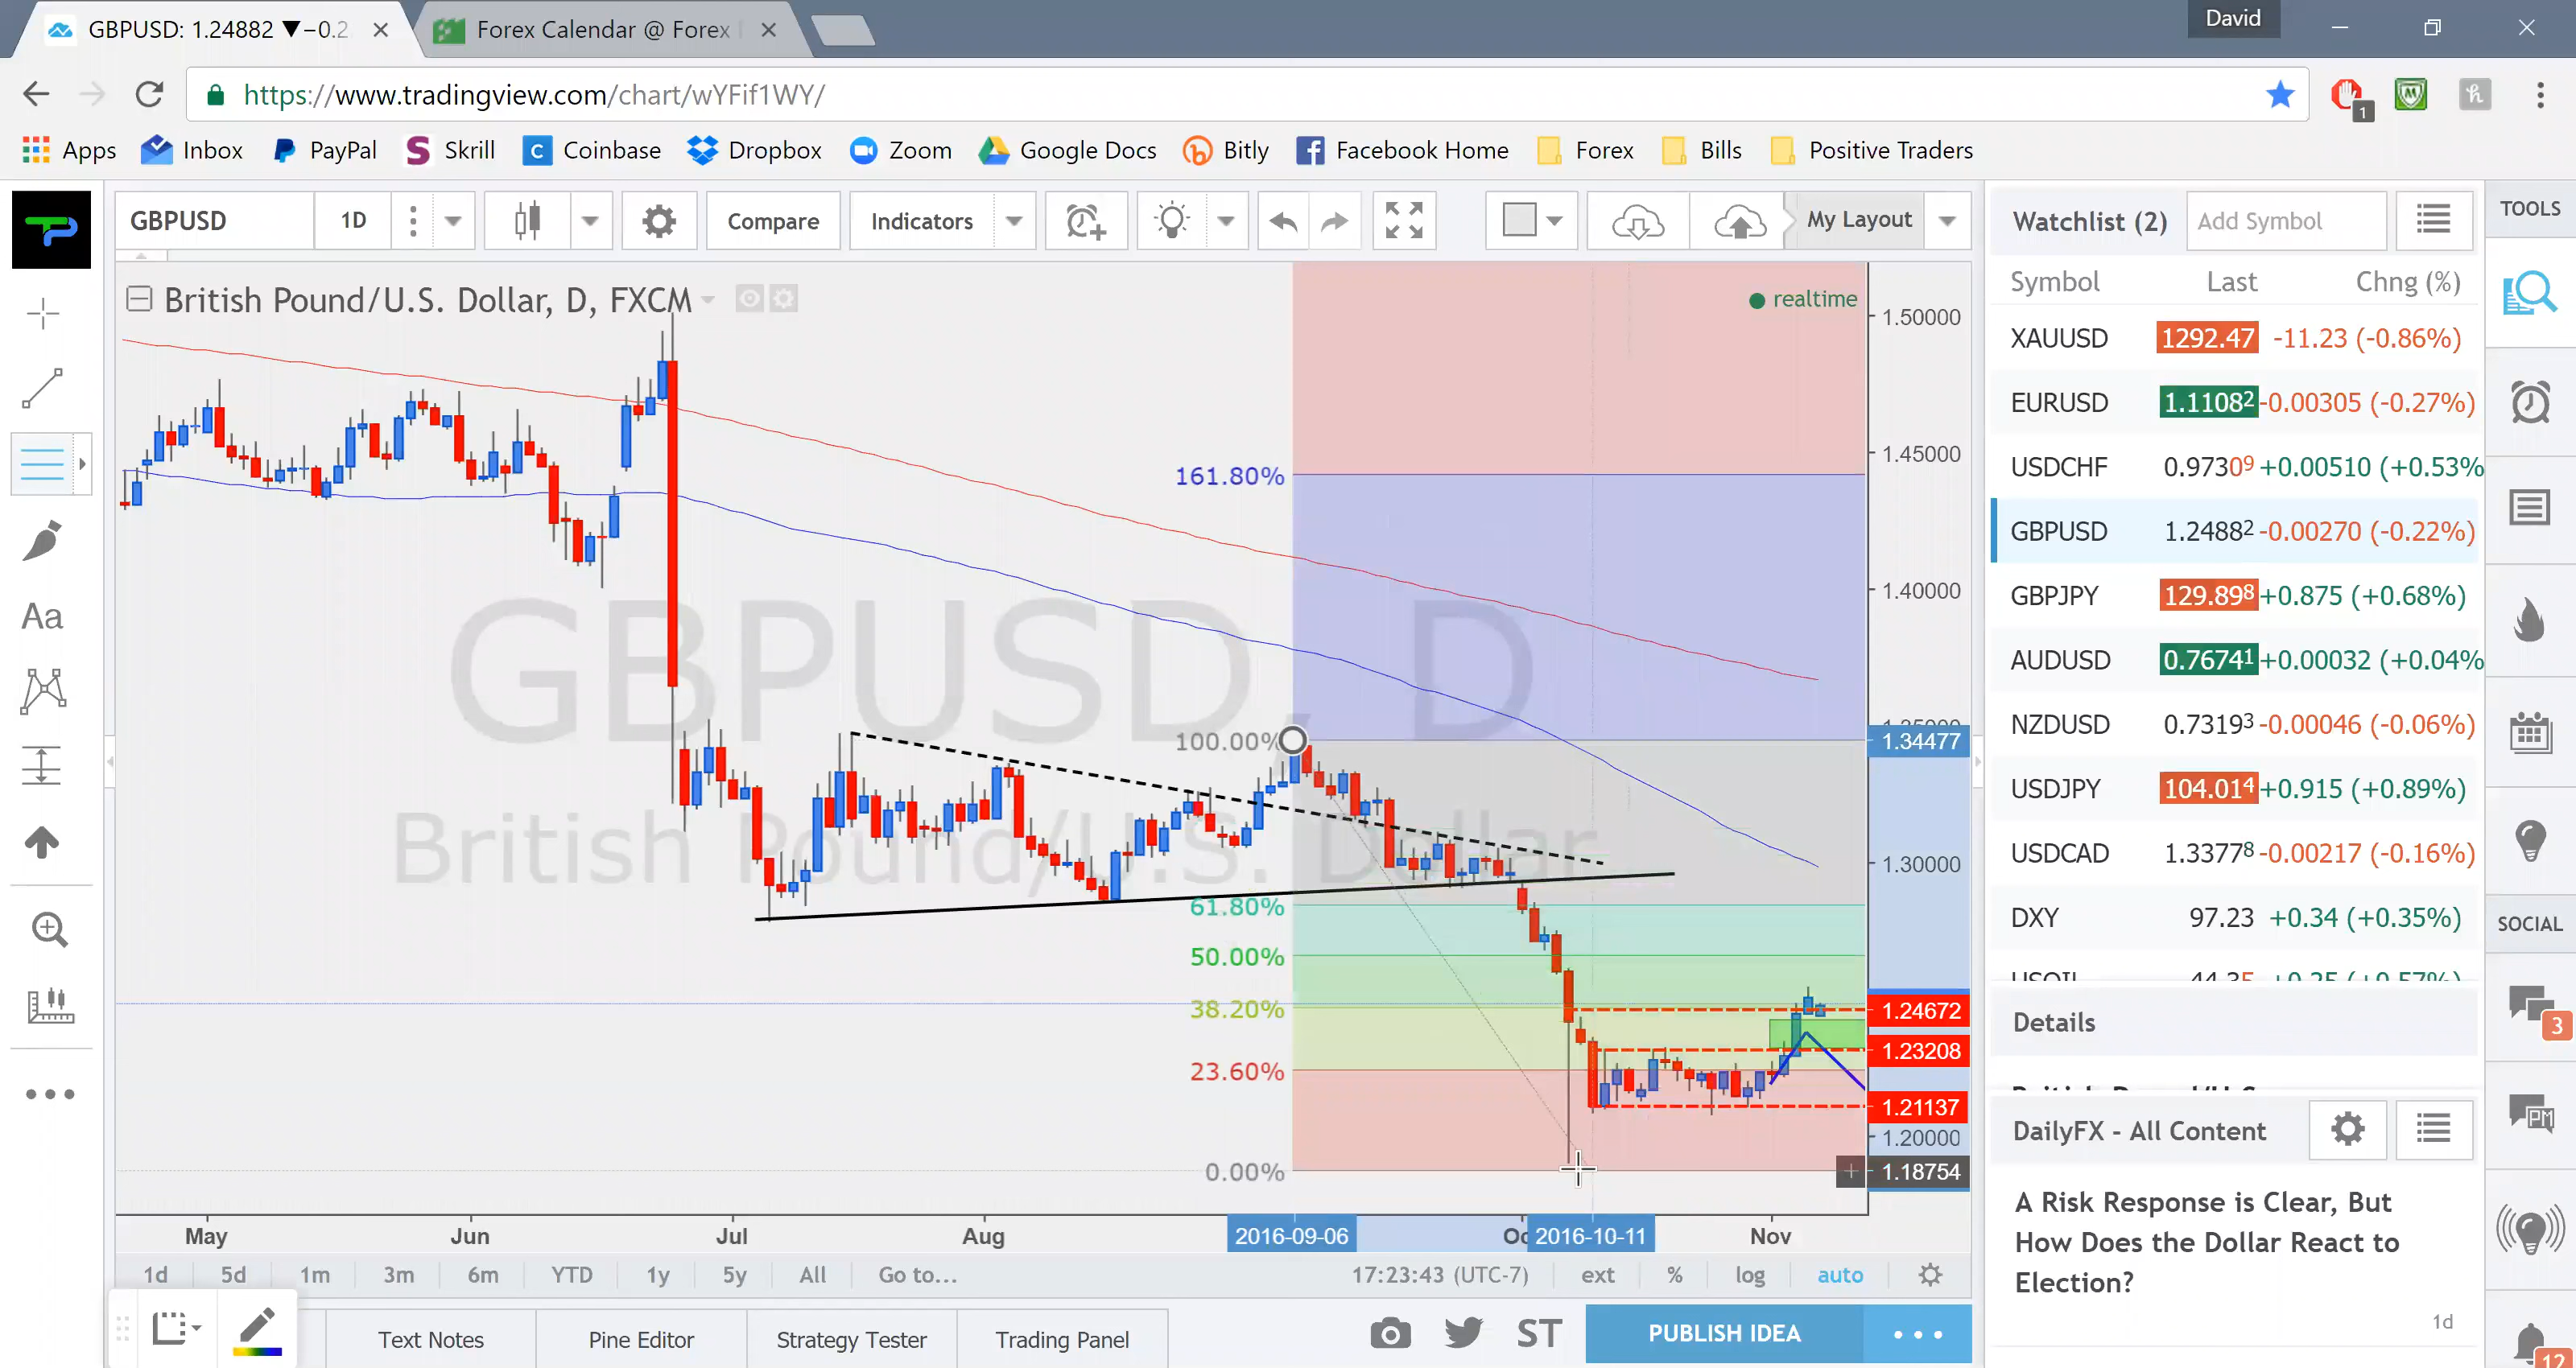 GBPUSD: 1.24882 ▼−0.2
Forex Calendar @ Forex
David
https://www.tradingview.com/chart/wYFif1WY/
1
Apps Inbox PayPal Skrill Coinbase Dropbox Zoom Google Docs Bitly Facebook Home Forex Bills Positive Traders
GBPUSD 1D Compare Indicators My Layout
British Pound/U.S. Dollar, D, FXCM
realtime
GBPUSD, D
British Pound/U.S. Dollar
161.80%
100.00%
61.80%
50.00%
38.20%
23.60%
0.00%
1.50000
1.45000
1.40000
1.35000
1.34477
1.30000
1.24672
1.23208
1.21137
1.20000
1.18754
May Jun Jul Aug 2016-09-06 2016-10-11 Nov
1d 5d 1m 3m 6m YTD 1y 5y All Go to... 17:23:43 (UTC-7) ext % log auto
Text Notes Pine Editor Strategy Tester Trading Panel ST PUBLISH IDEA
Aa
Watchlist (2) Add Symbol
Symbol Last Chng (%)
XAUUSD 1292.47 -11.23 (-0.86%)
EURUSD 1.11082 -0.00305 (-0.27%)
USDCHF 0.97309 +0.00510 (+0.53%
GBPUSD 1.24882 -0.00270 (-0.22%)
GBPJPY 129.898 +0.875 (+0.68%)
AUDUSD 0.76741 +0.00032 (+0.04%
NZDUSD 0.73193 -0.00046 (-0.06%)
USDJPY 104.014 +0.915 (+0.89%)
USDCAD 1.33778 -0.00217 (-0.16%)
DXY 97.23 +0.34 (+0.35%)
Details
DailyFX - All Content
A Risk Response is Clear, But
How Does the Dollar React to
Election?
1d
TOOLS
SOCIAL
3
PM
12